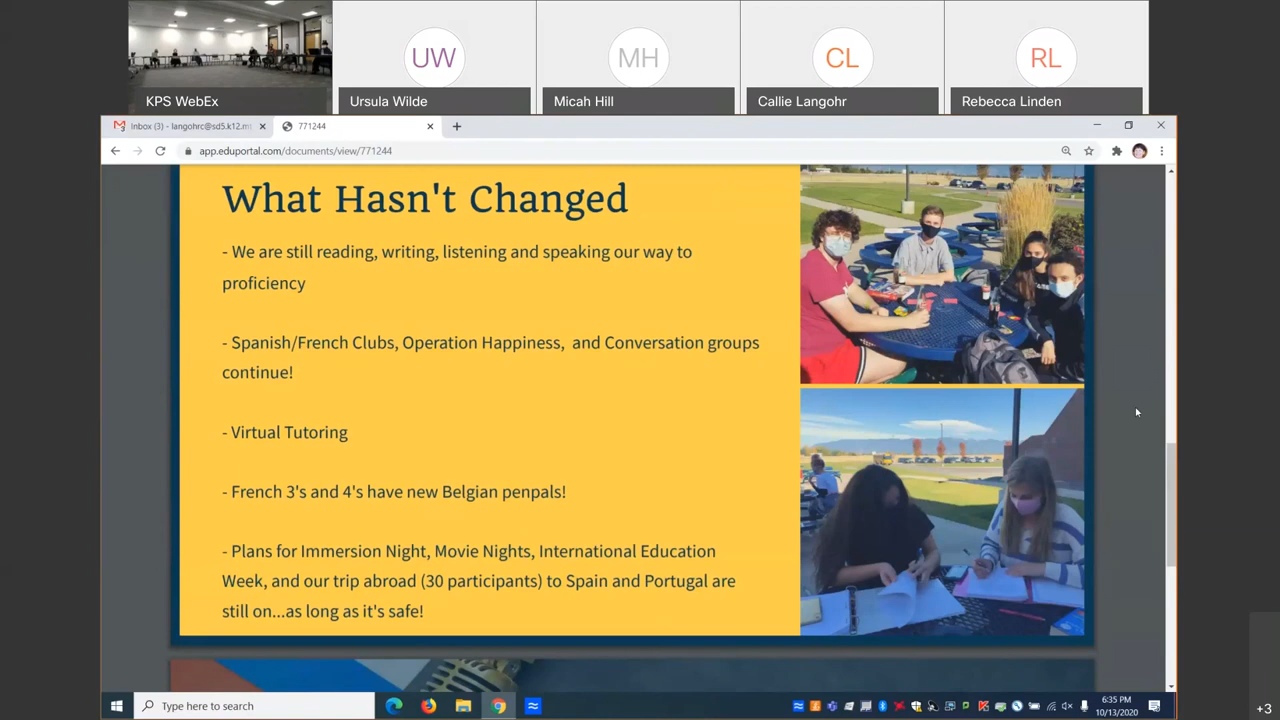 UW
MH
CL
RL
KPS WebEx
Ursula Wilde
Micah Hill
Callie Langohr
Rebecca Linden
Inbox (3) - langohrc@sd5.k12.m
771244
app.eduportal.com/documents/view/771244
What Hasn't Changed
- We are still reading, writing, listening and speaking our way to
proficiency
- Spanish/French Clubs, Operation Happiness,  and Conversation groups
continue!
- Virtual Tutoring
- French 3's and 4's have new Belgian penpals!
- Plans for Immersion Night, Movie Nights, International Education
Week, and our trip abroad (30 participants) to Spain and Portugal are
still on...as long as it's safe!
Type here to search
6:35 PM
10/13/2020
+3